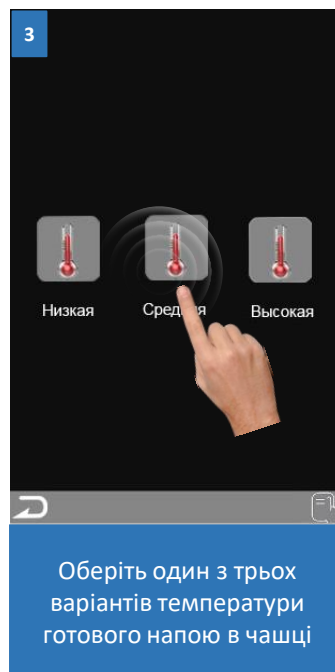 3
Низкая Средняя Высокая
Оберіть один з трьох
варіантів температури
готового напою в чашці